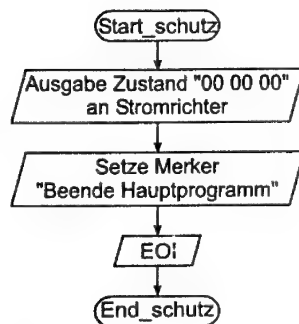 Start_schutz
Ausgabe Zustand "00 00 00"
an Stromrichter
Setze Merker
"Beende Hauptprogramm"
EOI
End_schutz